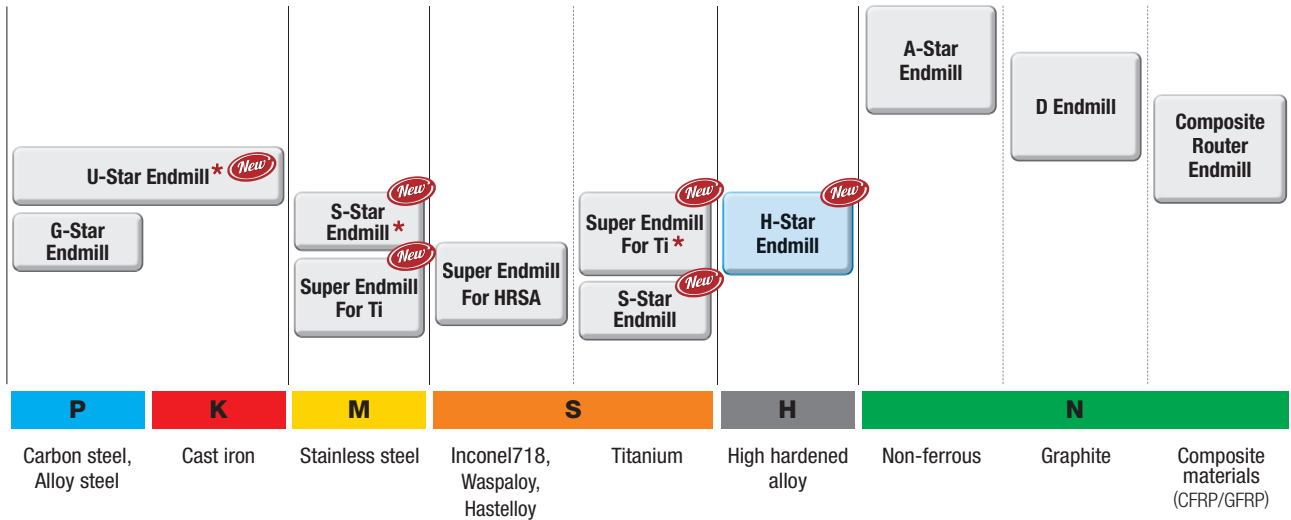 A-Star
Endmill
D Endmill
Composite
Router
Endmill
U-Star Endmill* New
G-Star
Endmill
New
S-Star
Endmill*
New
Super Endmill
For Ti
Super Endmill
For HRSA
New
Super Endmill
For Ti*
New
S-Star
Endmill
New
H-Star
Endmill
P
K
M
S
H
N
Carbon steel,
Alloy steel
Cast iron
Stainless steel
Inconel718,
Waspaloy,
Hastelloy
Titanium
High hardened
alloy
Non-ferrous
Graphite
Composite
materials
(CFRP/GFRP)